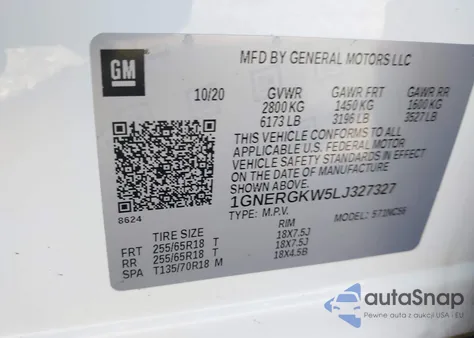 GM
MFD BY GENERAL MOTORS LLC
10/20 GVWR GAWR FRT GAWR RR
2800 KG 1450 KG 1600 KG
6173 LB 3196 LB 3527 LB
THIS VEHICLE CONFORMS TO ALL
APPLICABLE U.S. FEDERAL MOTOR
VEHICLE SAFETY STANDARDS IN
EFFECT ON THE DATE OF MANUFACTURE
SHOWN ABOVE.
1GNERGKW5LJ327327
8624
TYPE: M.P.V. MODEL: 571NC56
TIRE SIZE RIM
FRT 255/65R18 T 18X7.5J
RR 255/65R18 T 18X7.5J
SPA T135/70R18 M 18X4.5B
autoSnap
Pewne auta z dostawą USA i EU